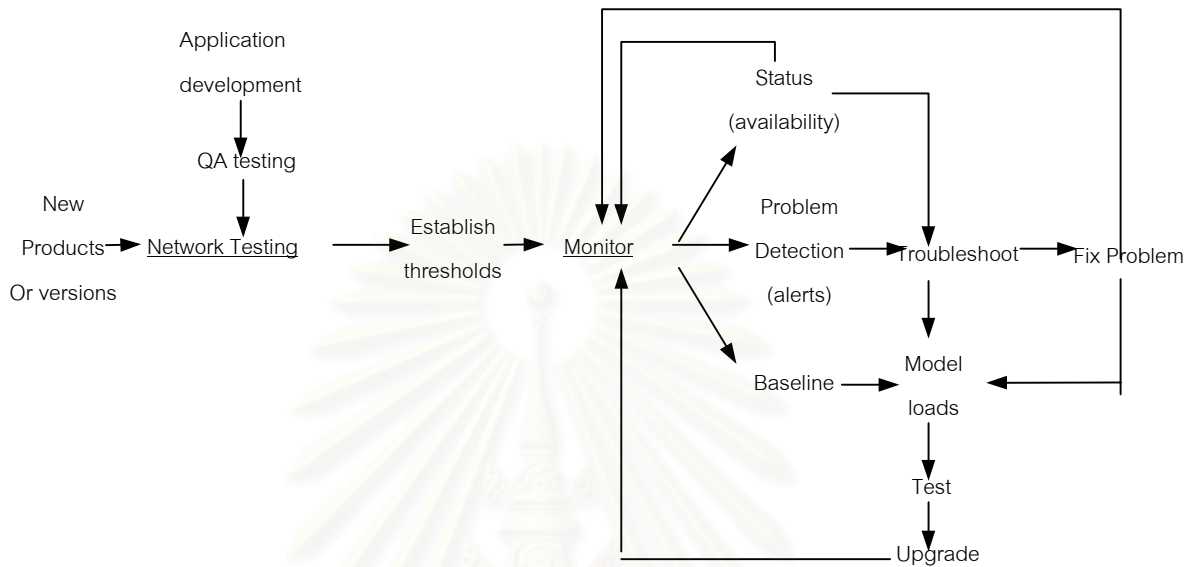 Application
development
QA testing
New
Products
Or versions
Network Testing
Establish
thresholds
Monitor
Status
(availability)
Problem
Detection
(alerts)
Baseline
Troubleshoot
Fix Problem
Model
loads
Test
Upgrade